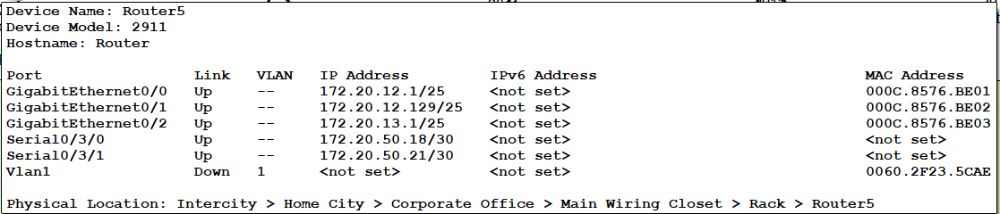 Device Name: Router5
Device Model: 2911
Hostname: Router
Port Link VLAN IP Address IPv6 Address MAC Address
GigabitEthernet0/0 Up -- 172.20.12.1/25 <not set> 000C.8576.BE01
GigabitEthernet0/1 Up -- 172.20.12.129/25 <not set> 000C.8576.BE02
GigabitEthernet0/2 Up -- 172.20.13.1/25 <not set> 000C.8576.BE03
Serial0/3/0 Up -- 172.20.50.18/30 <not set> <not set>
Serial0/3/1 Up -- 172.20.50.21/30 <not set> <not set>
Vlan1 Down 1 <not set> <not set> 0060.2F23.5CAE
Physical Location: Intercity > Home City > Corporate Office > Main Wiring Closet > Rack > Router5